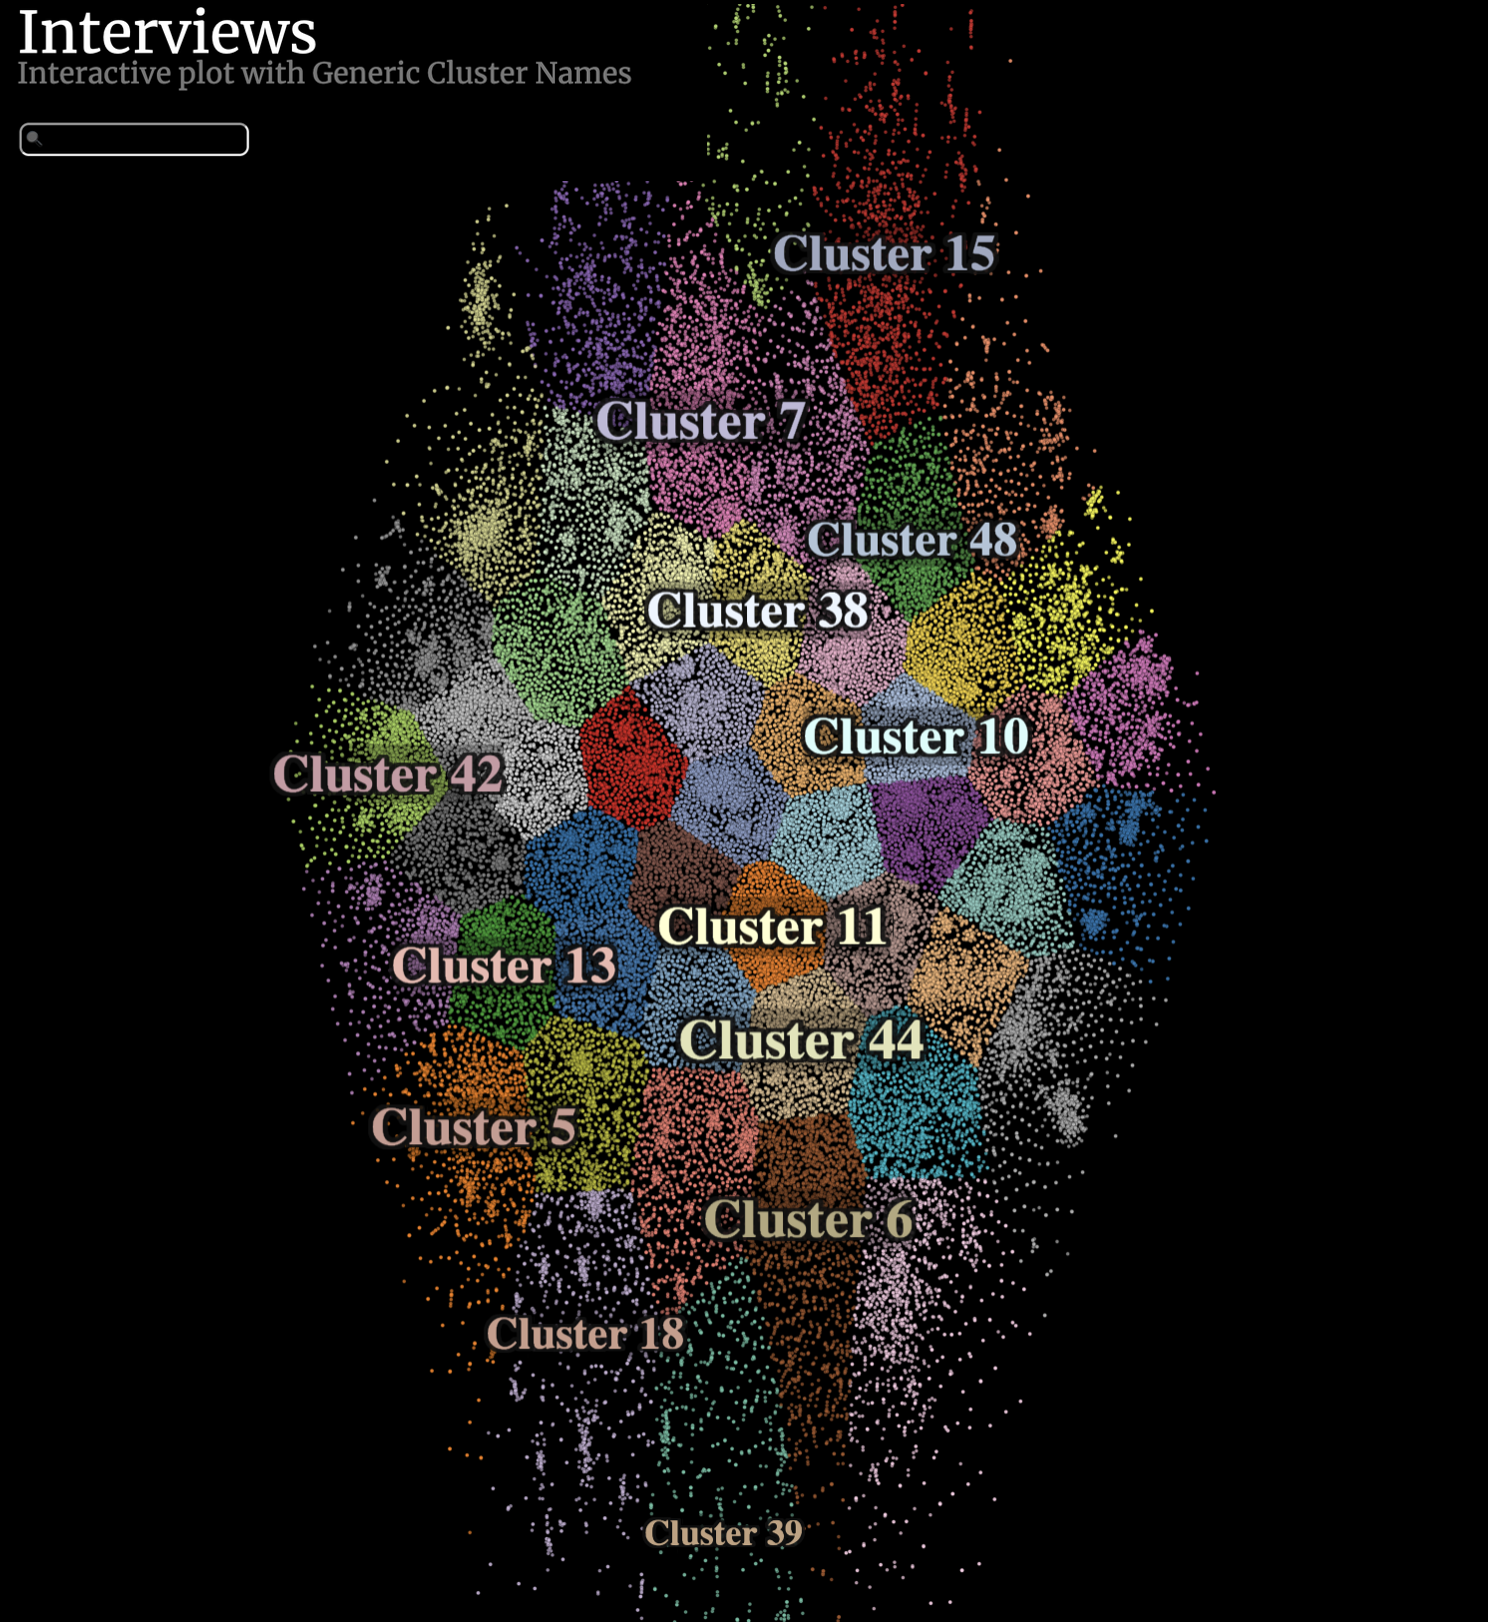 Interviews
Interactive plot with Generic Cluster Names
Cluster 15
Cluster 7
Cluster 48
Cluster 38
Cluster 10
Cluster 42
Cluster 11
Cluster 13
Cluster 44
Cluster 5
Cluster 6
Cluster 18
Cluster 39